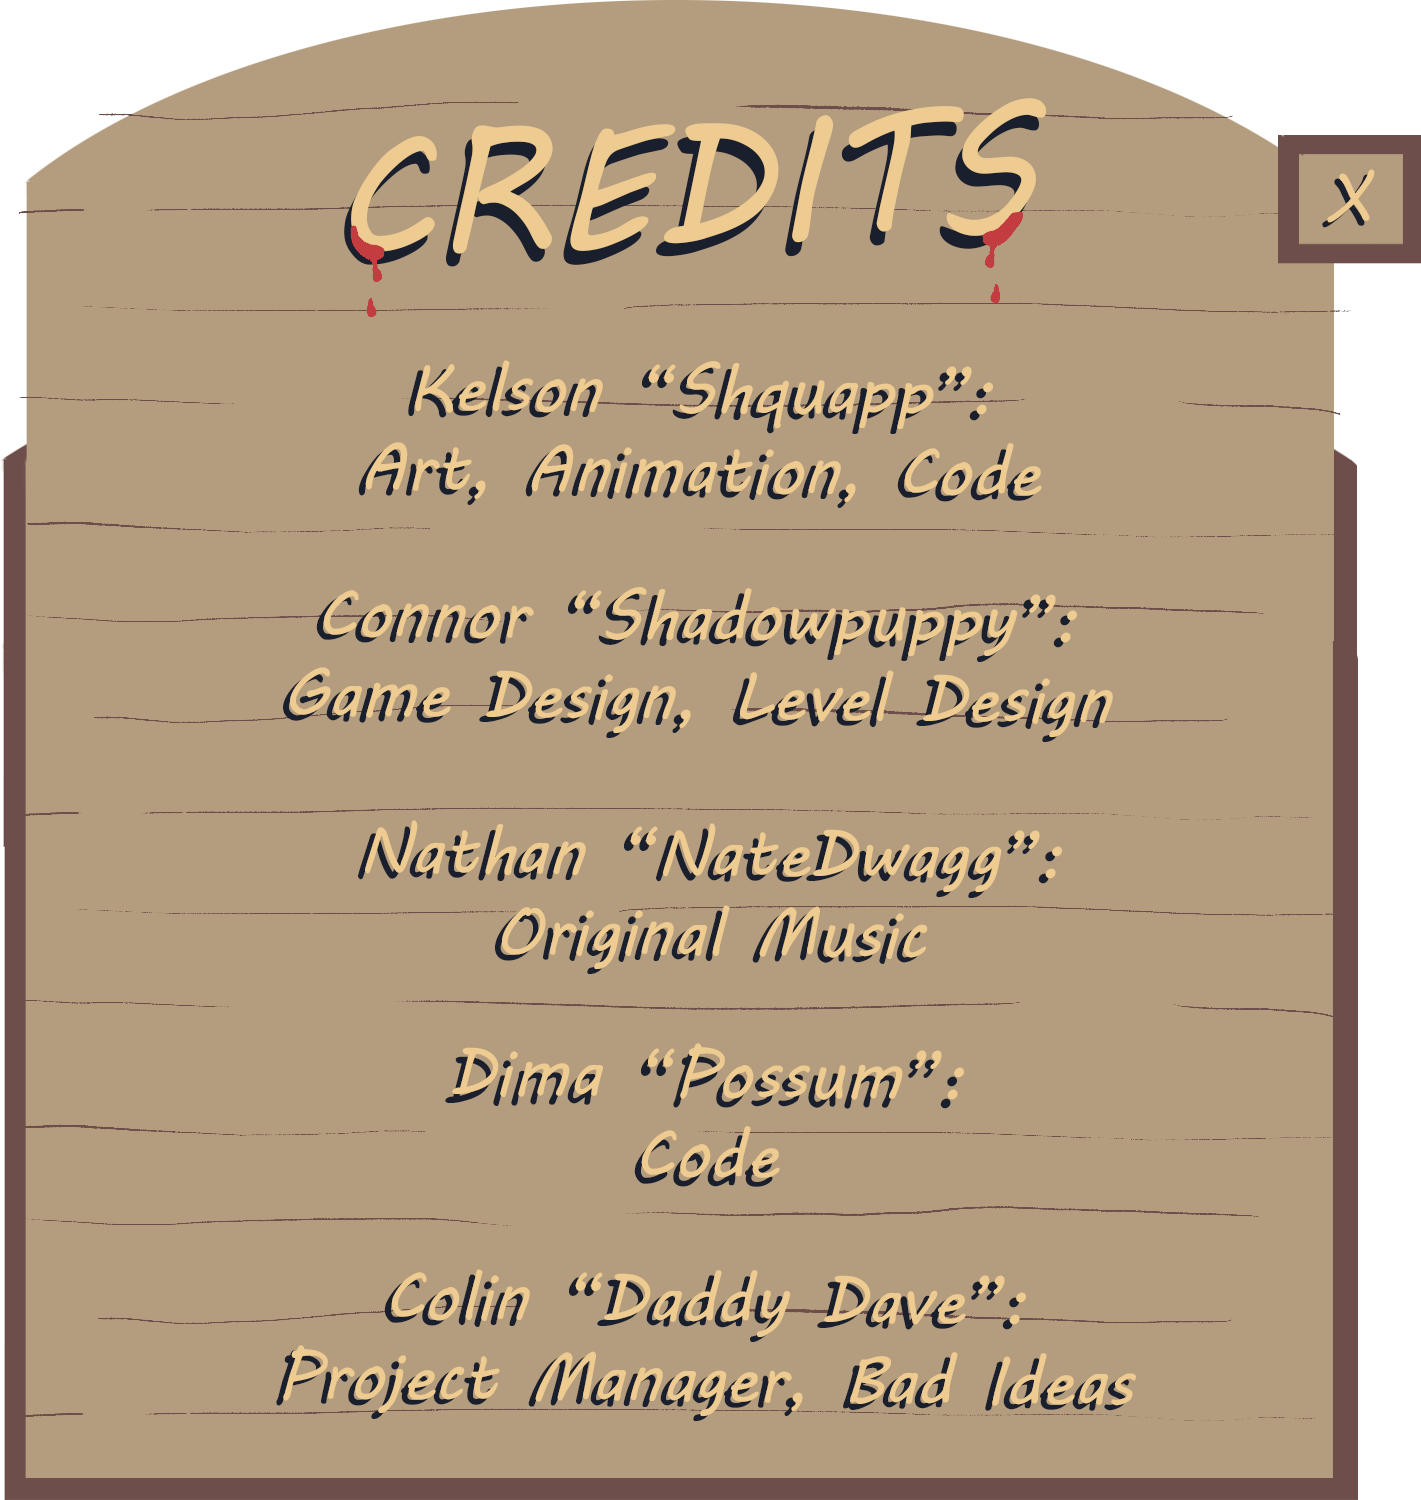 CREDITS
X
Kelson “Shquapp”:
Art, Animation, Code
Connor “Shadowpuppy”:
Game Design, Level Design
Nathan “NateDwagg”:
Original Music
Dima “Possum”:
Code
Colin “Daddy Dave”:
Project Manager, Bad Ideas